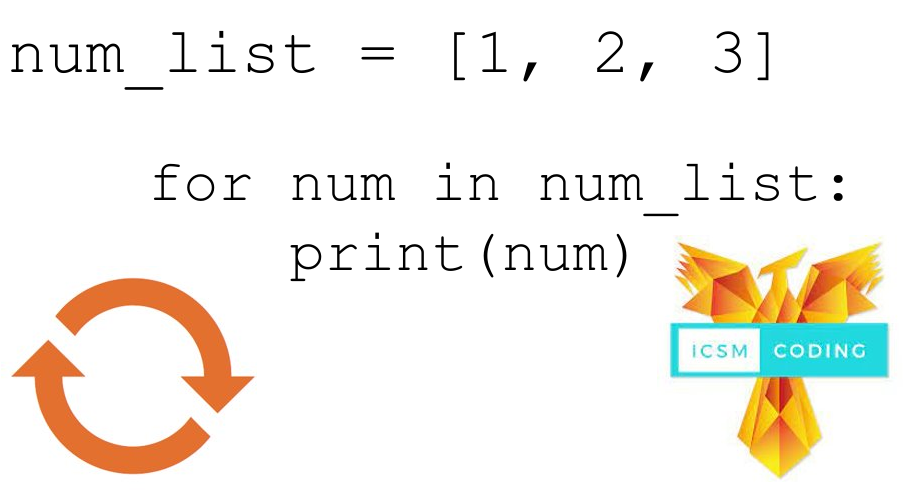 num_list = [1, 2, 3]
for num in num_list:
print(num)
iCSM CODING